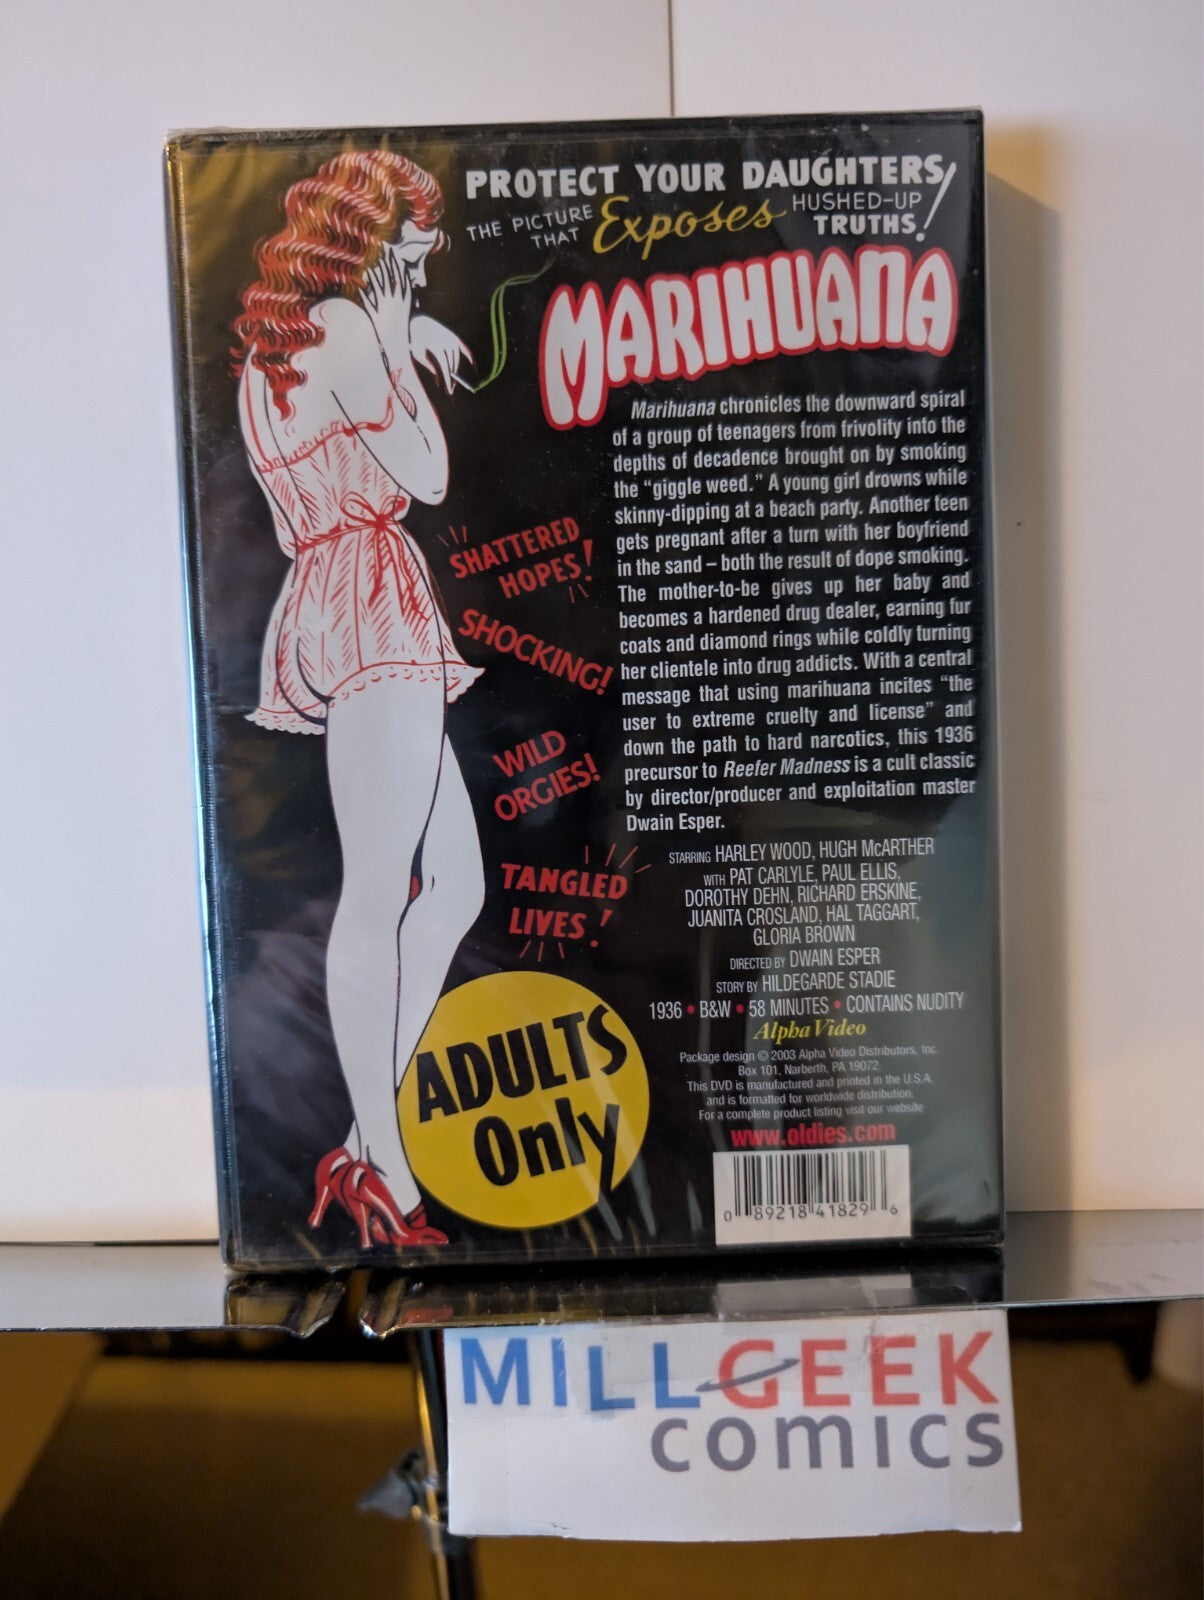 PROTECT YOUR DAUGHTERS!
THE PICTURE THAT Exposes HUSHED-UP TRUTHS!
MARIHUANA
Marihuana chronicles the downward spiral
of a group of teenagers from frivolity into the
depths of decadence brought on by smoking
the “giggle weed.” A young girl drowns while
skinny-dipping at a beach party. Another teen
gets pregnant after a turn with her boyfriend
in the sand – both the result of dope smoking.
The mother-to-be gives up her baby and
becomes a hardened drug dealer, earning fur
coats and diamond rings while coldly turning
her clientele into drug addicts. With a central
message that using marihuana incites “the
user to extreme cruelty and license” and
down the path to hard narcotics, this 1936
precursor to Reefer Madness is a cult classic
by director/producer and exploitation master
Dwain Esper.
SHATTERED
HOPES!
SHOCKING!
WILD
ORGIES!
TANGLED
LIVES!
ADULTS
Only
STARRING HARLEY WOOD, HUGH McARTHER
WITH PAT CARLYLE, PAUL ELLIS,
DOROTHY DEHN, RICHARD ERSKINE,
JUANITA CROSLAND, HAL TAGGART,
GLORIA BROWN
DIRECTED BY DWAIN ESPER
STORY BY HILDEGARDE STADIE
1936 • B&W • 58 MINUTES • CONTAINS NUDITY
Alpha Video
Package design © 2003 Alpha Video Distributors, Inc.
Box 101, Narberth, PA 19072
This DVD is manufactured and printed in the U.S.A.
and is formatted for worldwide distribution.
For a complete product listing visit our website
www.oldies.com
0 89218 41829 6
MILLGEEK
comics